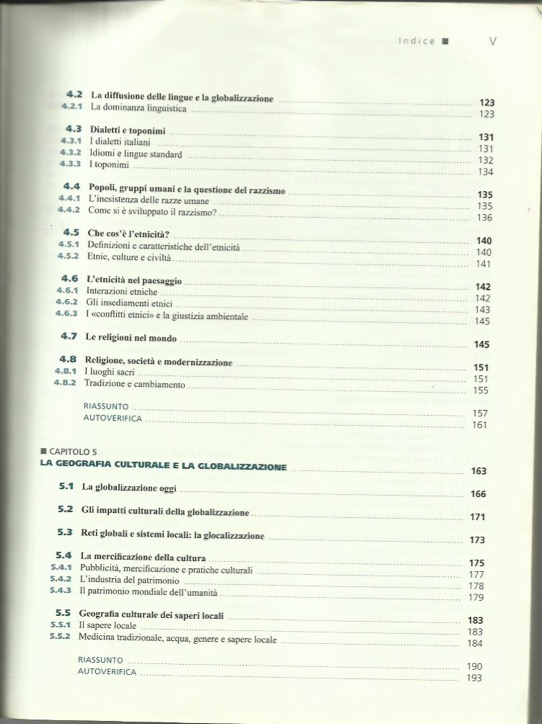 Indice ■ V
4.2 La diffusione delle lingue e la globalizzazione 123
4.2.1 La dominanza linguistica 123
4.3 Dialetti e toponimi 131
4.3.1 I dialetti italiani 131
4.3.2 Idiomi e lingue standard 132
4.3.3 I toponimi 134
4.4 Popoli, gruppi umani e la questione del razzismo 135
4.4.1 L'inesistenza delle razze umane 135
4.4.2 Come si è sviluppato il razzismo? 136
4.5 Che cos'è l'etnicità? 140
4.5.1 Definizioni e caratteristiche dell'etnicità 140
4.5.2 Etnie, culture e civiltà 141
4.6 L'etnicità nel paesaggio 142
4.6.1 Interazioni etniche 142
4.6.2 Gli insediamenti etnici 143
4.6.3 I «conflitti etnici» e la giustizia ambientale 145
4.7 Le religioni nel mondo 145
4.8 Religione, società e modernizzazione 151
4.8.1 I luoghi sacri 151
4.8.2 Tradizione e cambiamento 155
RIASSUNTO 157
AUTOVERIFICA 161
■ CAPITOLO 5
LA GEOGRAFIA CULTURALE E LA GLOBALIZZAZIONE 163
5.1 La globalizzazione oggi 166
5.2 Gli impatti culturali della globalizzazione 171
5.3 Reti globali e sistemi locali: la glocalizzazione 173
5.4 La mercificazione della cultura 175
5.4.1 Pubblicità, mercificazione e pratiche culturali 177
5.4.2 L'industria del patrimonio 178
5.4.3 Il patrimonio mondiale dell'umanità 179
5.5 Geografia culturale dei saperi locali 183
5.5.1 Il sapere locale 183
5.5.2 Medicina tradizionale, acqua, genere e sapere locale 184
RIASSUNTO 190
AUTOVERIFICA 193